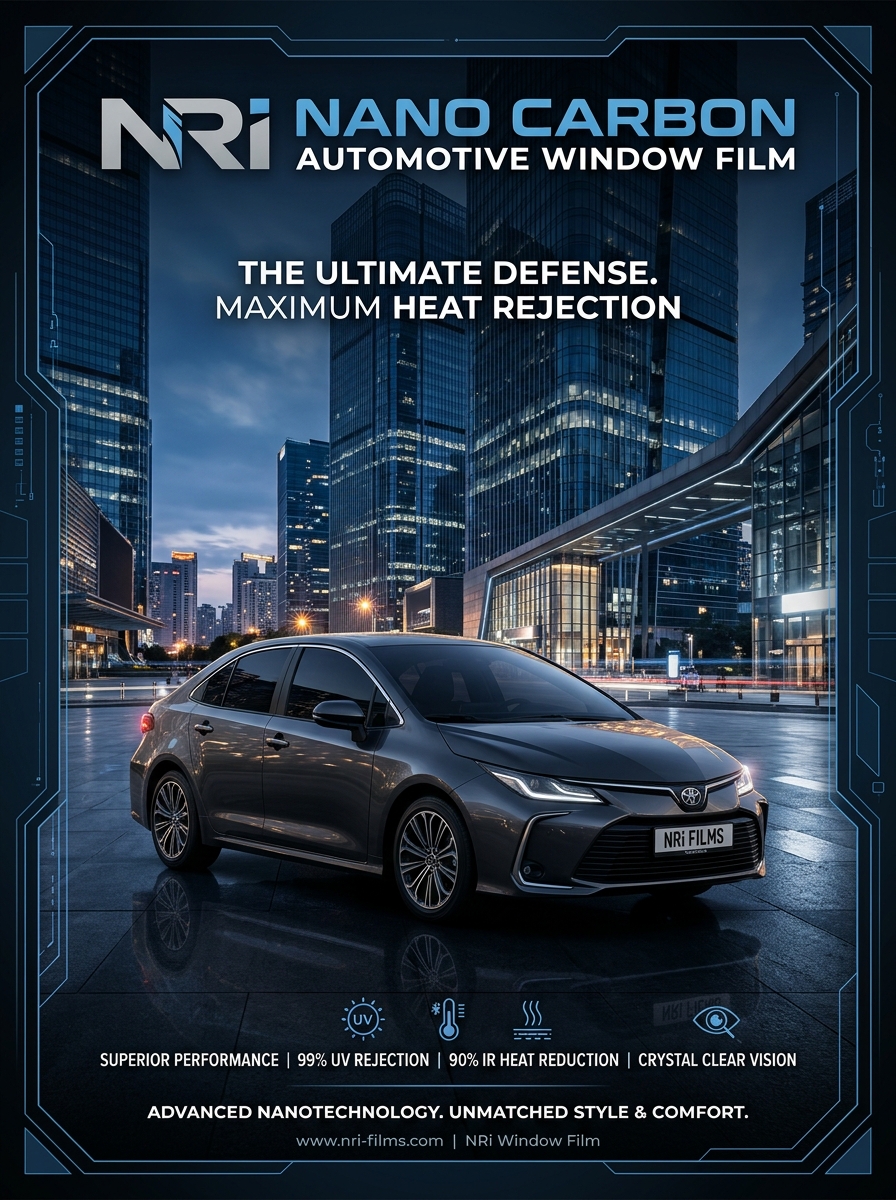 NRi NANO CARBON
AUTOMOTIVE WINDOW FILM
THE ULTIMATE DEFENSE.
MAXIMUM HEAT REJECTION
NRi FILMS
UV
SUPERIOR PERFORMANCE | 99% UV REJECTION | 90% IR HEAT REDUCTION | CRYSTAL CLEAR VISION
ADVANCED NANOTECHNOLOGY. UNMATCHED STYLE & COMFORT.
www.nri-films.com | NRi Window Film